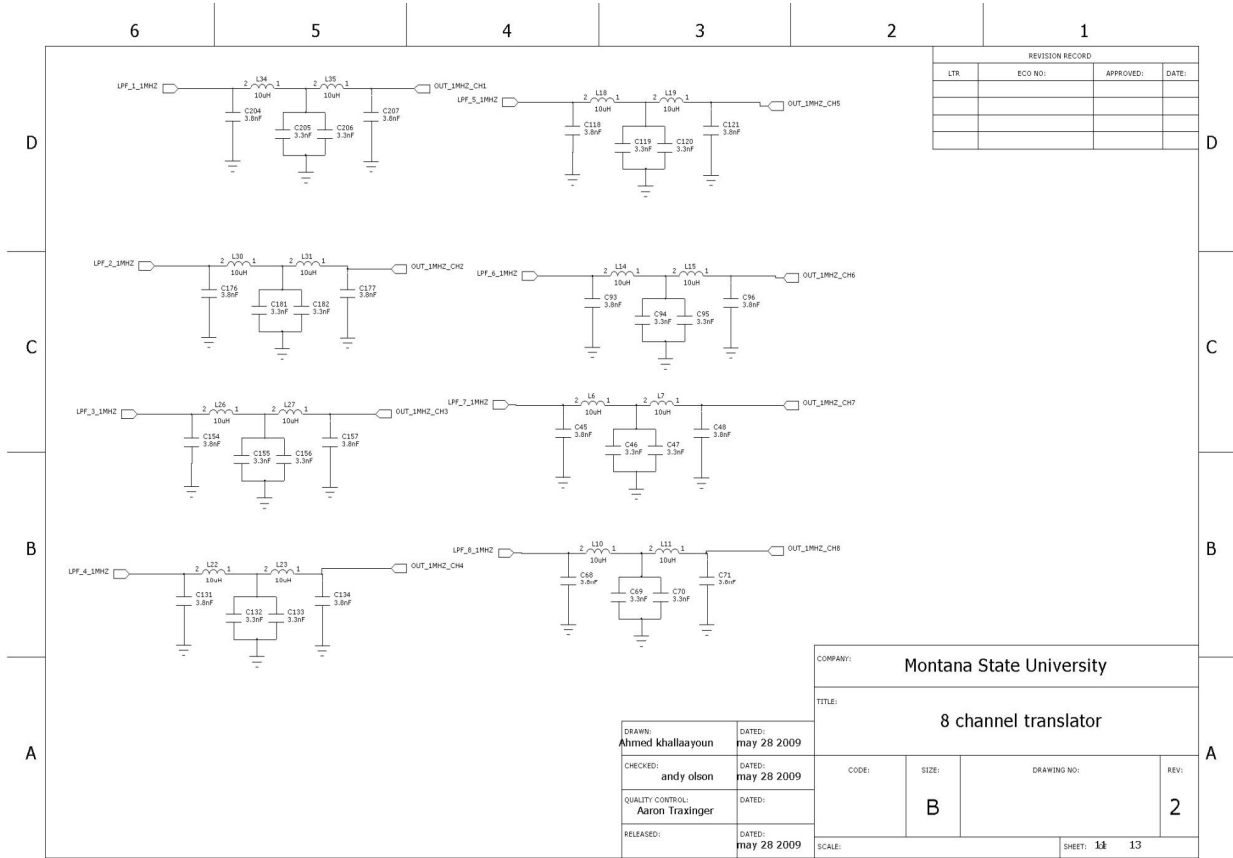 6 5 4 3 2 1
REVISION RECORD
LTR ECO NO: APPROVED: DATE:
D D
LPF_1_1MHZ 2 L34 1 2 L35 1 OUT_1MHZ_CH1
10uH 10uH
C204 3.8nF
C205 3.3nF
C206 3.3nF
C207 3.8nF
LPF_5_1MHZ 2 L18 1 2 L19 1 OUT_1MHZ_CH5
10uH 10uH
C118 3.8nF
C119 3.3nF
C120 3.3nF
C121 3.8nF
LPF_2_1MHZ 2 L30 1 2 L31 1 OUT_1MHZ_CH2
10uH 10uH
C176 3.8nF
C181 3.3nF
C182 3.3nF
C177 3.8nF
LPF_6_1MHZ 2 L14 1 2 L15 1 OUT_1MHZ_CH6
10uH 10uH
C93 3.8nF
C94 3.3nF
C95 3.3nF
C96 3.8nF
C C
LPF_3_1MHZ 2 L26 1 2 L27 1 OUT_1MHZ_CH3
10uH 10uH
C154 3.8nF
C155 3.3nF
C156 3.3nF
C157 3.8nF
LPF_7_1MHZ 2 L6 1 2 L7 1 OUT_1MHZ_CH7
10uH 10uH
C45 3.8nF
C46 3.3nF
C47 3.3nF
C48 3.8nF
B B
LPF_4_1MHZ 2 L22 1 2 L23 1 OUT_1MHZ_CH4
10uH 10uH
C131 3.8nF
C132 3.3nF
C133 3.3nF
C134 3.8nF
LPF_8_1MHZ 2 L10 1 2 L11 1 OUT_1MHZ_CH8
10uH 10uH
C68 3.8nF
C69 3.3nF
C70 3.3nF
C71 3.8nF
A A
COMPANY: Montana State University
TITLE: 8 channel translator
DRAWN: Ahmed khallaayoun DATED: may 28 2009
CHECKED: andy olson DATED: may 28 2009
QUALITY CONTROL: Aaron Traxinger DATED:
RELEASED: DATED: may 28 2009
CODE: SIZE: B DRAWING NO: REV: 2
SCALE: SHEET: 13